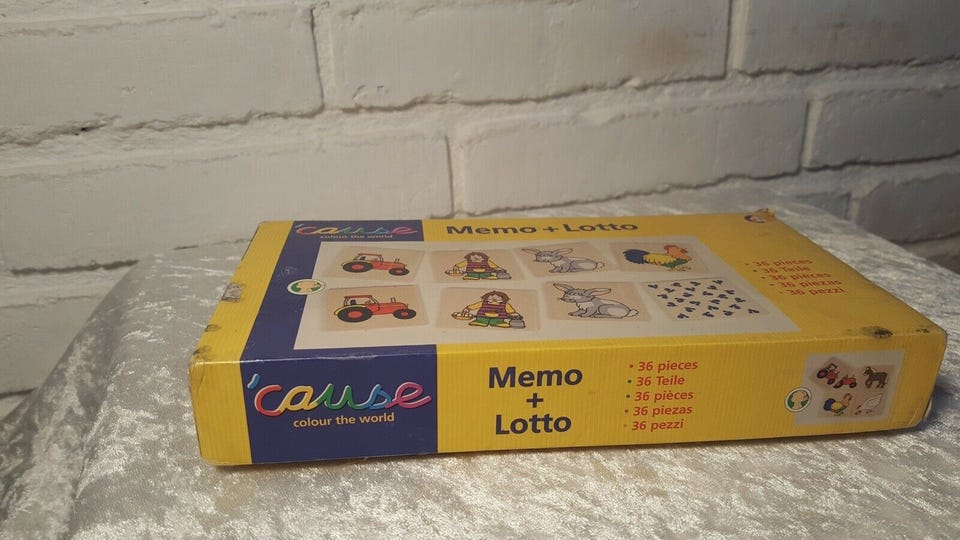 'cause
colour the world
Memo + Lotto
• 36 pieces
• 36 Teile
• 36 pièces
• 36 piezas
• 36 pezzi
'cause
colour the world
Memo
+
Lotto
• 36 pieces
• 36 Teile
• 36 pièces
• 36 piezas
• 36 pezzi